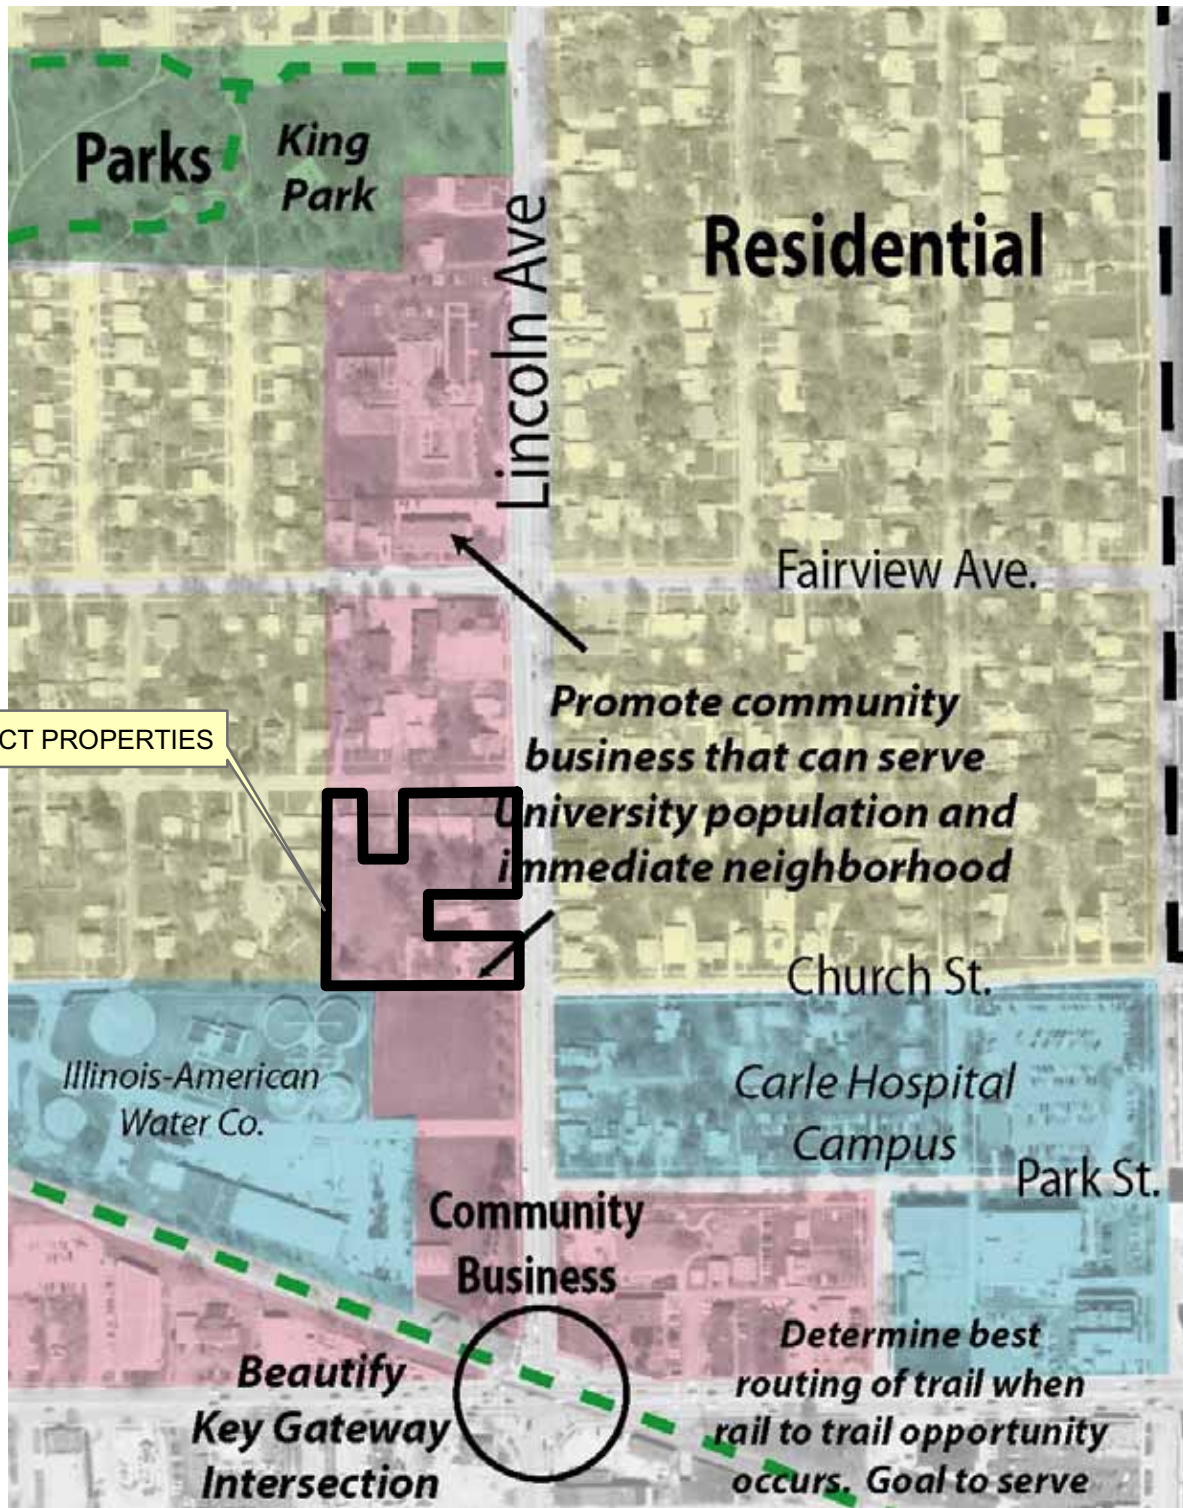 Parks
King
Park
Lincoln Ave
Residential
Fairview Ave.
Promote community
business that can serve
University population and
immediate neighborhood
CT PROPERTIES
Church St.
Illinois-American
Water Co.
Carle Hospital
Campus
Park St.
Community
Business
Beautify
Key Gateway
Intersection
Determine best
routing of trail when
rail to trail opportunity
occurs. Goal to serve